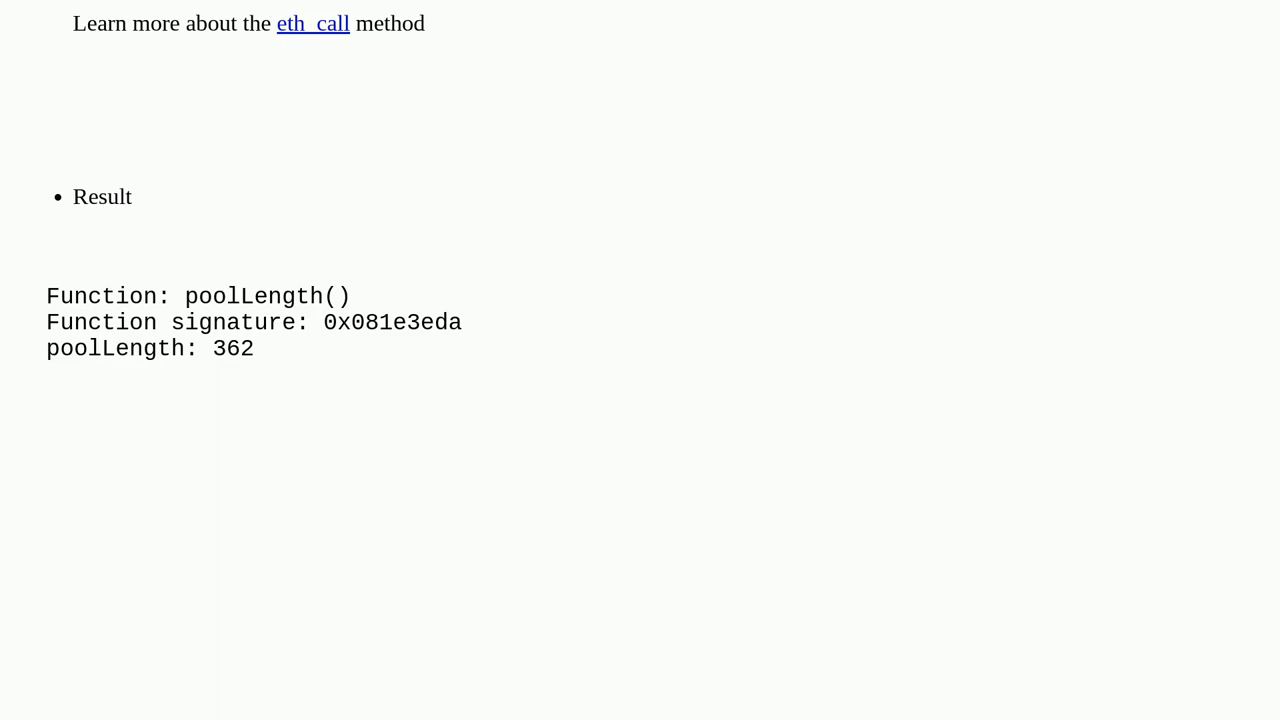 Learn more about the eth_call method
• Result
Function: poolLength()
Function signature: 0x081e3eda
poolLength: 362